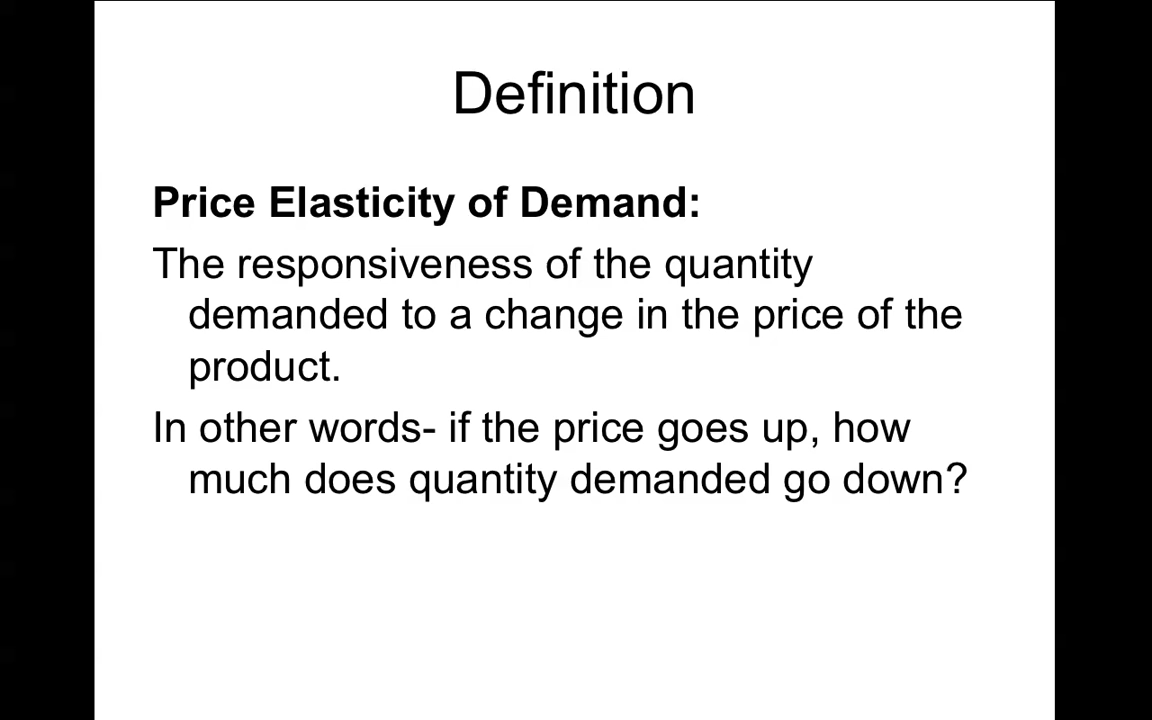 Definition
Price Elasticity of Demand:
The responsiveness of the quantity
demanded to a change in the price of the
product.
In other words- if the price goes up, how
much does quantity demanded go down?